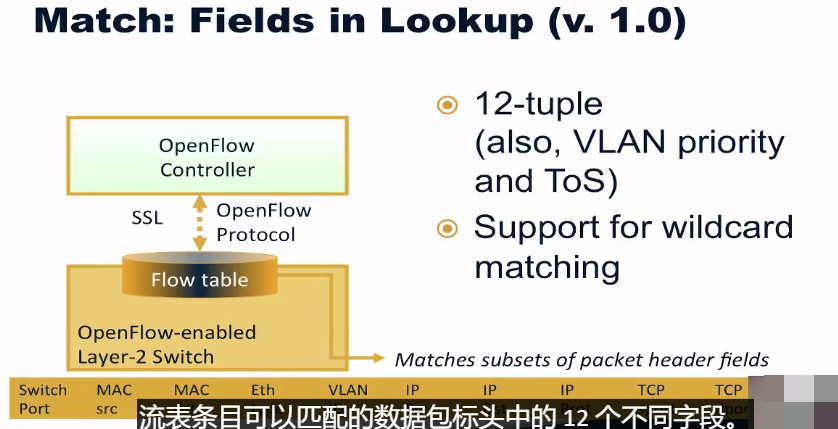 Match: Fields in Lookup (v. 1.0)
OpenFlow
Controller
SSL
OpenFlow
Protocol
Flow table
OpenFlow-enabled
Layer-2 Switch
12-tuple
(also, VLAN priority
and ToS)
Support for wildcard
matching
Matches subsets of packet header fields
Switch MAC MAC Eth VLAN IP IP IP TCP TCP
Port src
流表条目可以匹配的数据包标头中的 12 个不同字段。